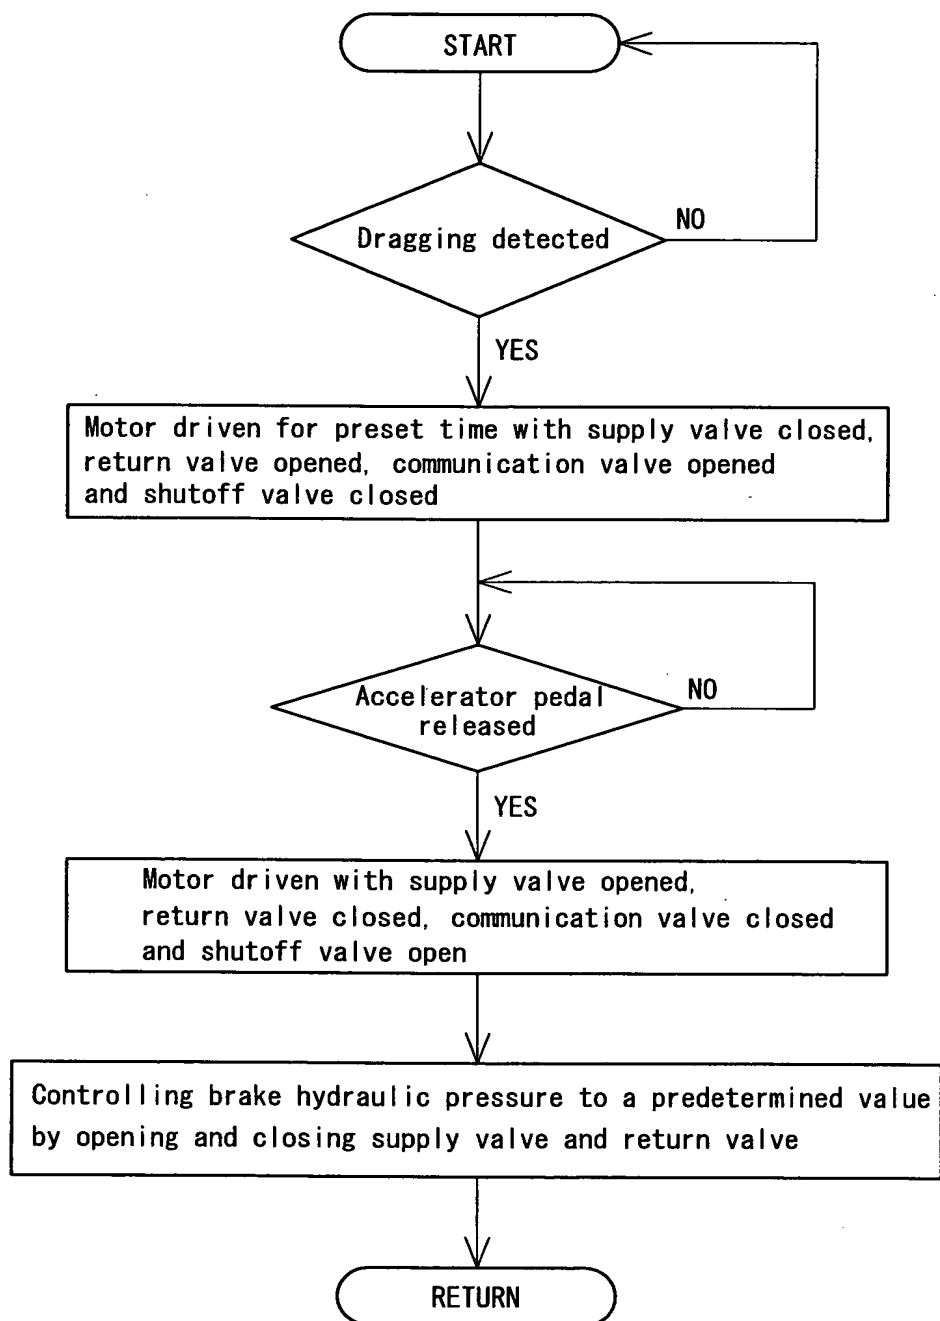 START
Dragging detected
NO
YES
Motor driven for preset time with supply valve closed,
return valve opened, communication valve opened
and shutoff valve closed
Accelerator pedal
released
NO
YES
Motor driven with supply valve opened,
return valve closed, communication valve closed
and shutoff valve open
Controlling brake hydraulic pressure to a predetermined value
by opening and closing supply valve and return valve
RETURN